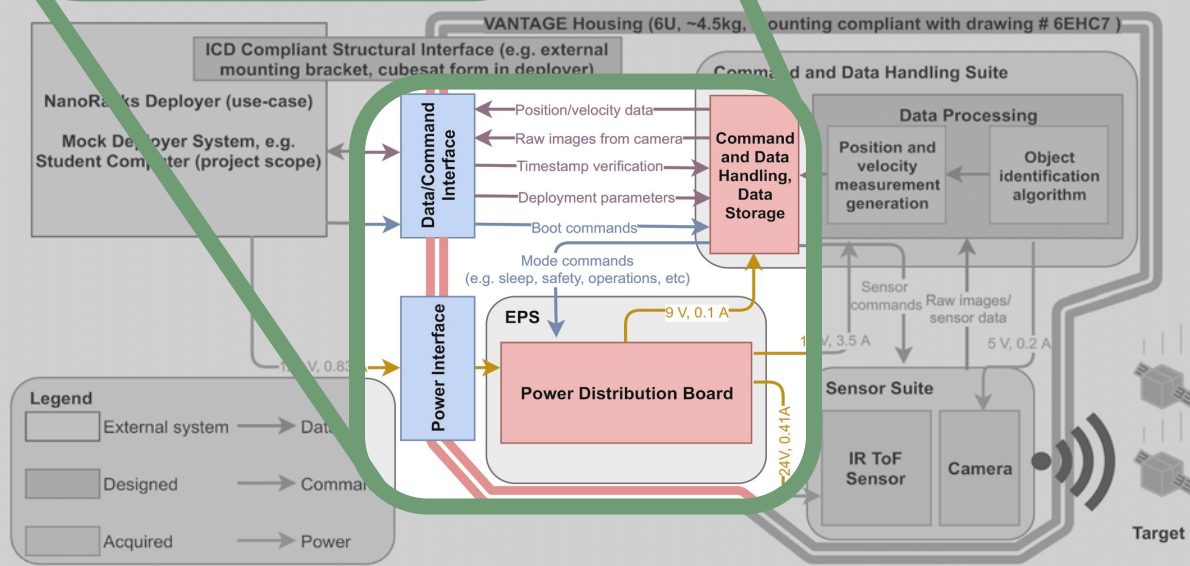 VANTAGE Housing (6U, ~4.5kg, ounting compliant with drawing # 6EHC7 )
ICD Compliant Structural Interface (e.g. external
mounting bracket, cubesat form in deployer)
NanoRacks Deployer (use-case)
Mock Deployer System, e.g.
Student Computer (project scope)
Command and Data Handling Suite
Data Processing
Position and
velocity
measurement
generation
Object
identification
algorithm
Data/Command
Interface
Position/velocity data
Raw images from camera
Timestamp verification
Deployment parameters
Boot commands
Mode commands
(e.g. sleep, safety, operations, etc)
Command
and Data
Handling,
Data
Storage
Power Interface
EPS
9 V, 0.1 A
Power Distribution Board
V, 3.5 A
24V, 0.41A
Sensor
commands
Raw images/
sensor data
5 V, 0.2 A
Sensor Suite
IR ToF
Sensor
Camera
Target
Legend
External system
Data
Designed
Comma
Acquired
Power